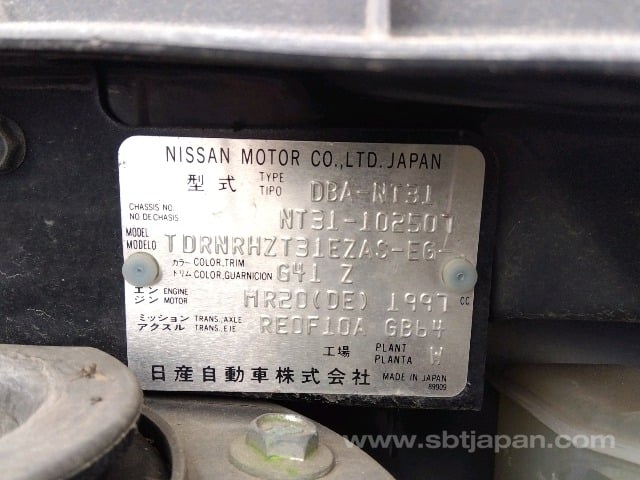 NISSAN MOTOR CO.,LTD. JAPAN
型式 TYPE TIPO DBA-NT31
CHASSIS NO. NO DE CHASIS NT31-102507
MODEL MODELO TDRNRHZT31EZAS-EG-
カラー COLOR,TRIM トリム COLOR,GUARNICION G41 Z
エンジン ENGINE MOTOR MR20(DE) 1997 CC
ミッション TRANS.,AXLE アクスル TRANS.,EJE RE0F10A GB64
工場 PLANT PLANTA W
日産自動車株式会社 MADE IN JAPAN
89909
www.sbtjapan.com